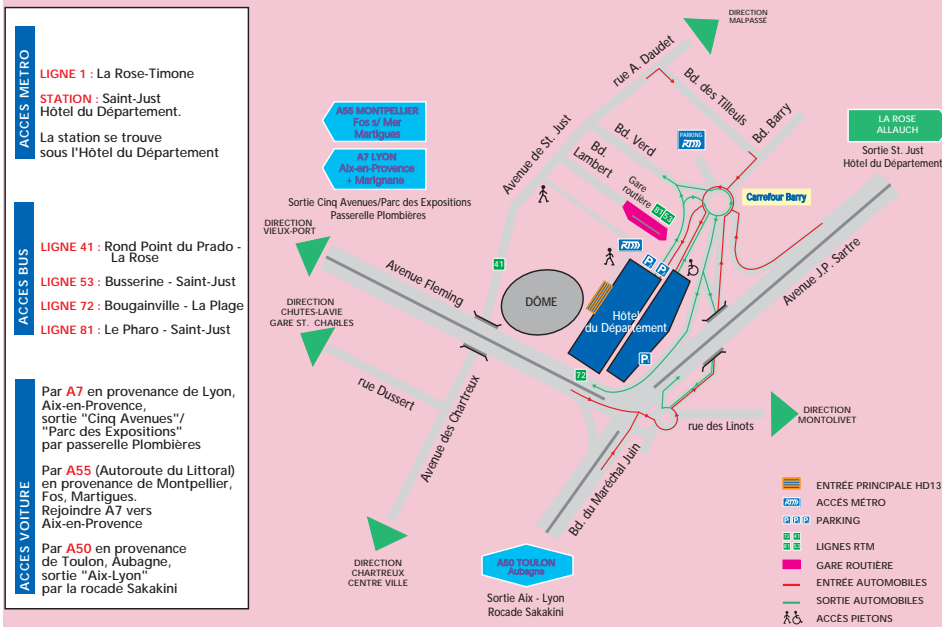 ACCES METRO
LIGNE 1 : La Rose-Timone
STATION : Saint-Just
Hôtel du Département.
La station se trouve
sous l'Hôtel du Département
ACCES BUS
LIGNE 41 : Rond Point du Prado -
La Rose
LIGNE 53 : Busserine - Saint-Just
LIGNE 72 : Bougainville - La Plage
LIGNE 81 : Le Pharo - Saint-Just
ACCES VOITURE
Par A7 en provenance de Lyon,
Aix-en-Provence,
sortie "Cinq Avenues"/
"Parc des Expositions"
par passerelle Plombières
Par A55 (Autoroute du Littoral)
en provenance de Montpellier,
Fos, Martigues.
Rejoindre A7 vers
Aix-en-Provence
Par A50 en provenance
de Toulon, Aubagne,
sortie "Aix-Lyon"
par la rocade Sakakini
DIRECTION
MALPASSÉ
rue A. Daudet
Bd. des Tilleuls
Bd. Barry
A55 MONTPELLIER
Fos s/ Mer
Martigues
A7 LYON
Aix-en-Provence
+ Marignane
Sortie Cinq Avenues/Parc des Expositions
Passerelle Plombières
Avenue de St. Just
Bd. Verd
Bd.
Lambert
PARKING
RTM
LA ROSE
ALLAUCH
Sortie St. Just
Hôtel du Département
Gare
routière
81 53
Carrefour Barry
DIRECTION
VIEUX-PORT
RTM
P P
41
Avenue Fleming
DÔME
Hôtel
du Département
P
Avenue J.P. Sartre
DIRECTION
CHUTES-LAVIE
GARE ST. CHARLES
72
rue Dussert
Avenue des Chartreux
rue des Linots
DIRECTION
MONTOLIVET
Bd. du Maréchal Juin
DIRECTION
CHARTREUX
CENTRE VILLE
A50 TOULON
Aubagne
Sortie Aix - Lyon
Rocade Sakakini
ENTRÉE PRINCIPALE HD13
RTM ACCÉS MÉTRO
P P P PARKING
72 41
81 53 LIGNES RTM
GARE ROUTIÈRE
ENTRÉE AUTOMOBILES
SORTIE AUTOMOBILES
ACCÈS PIETONS